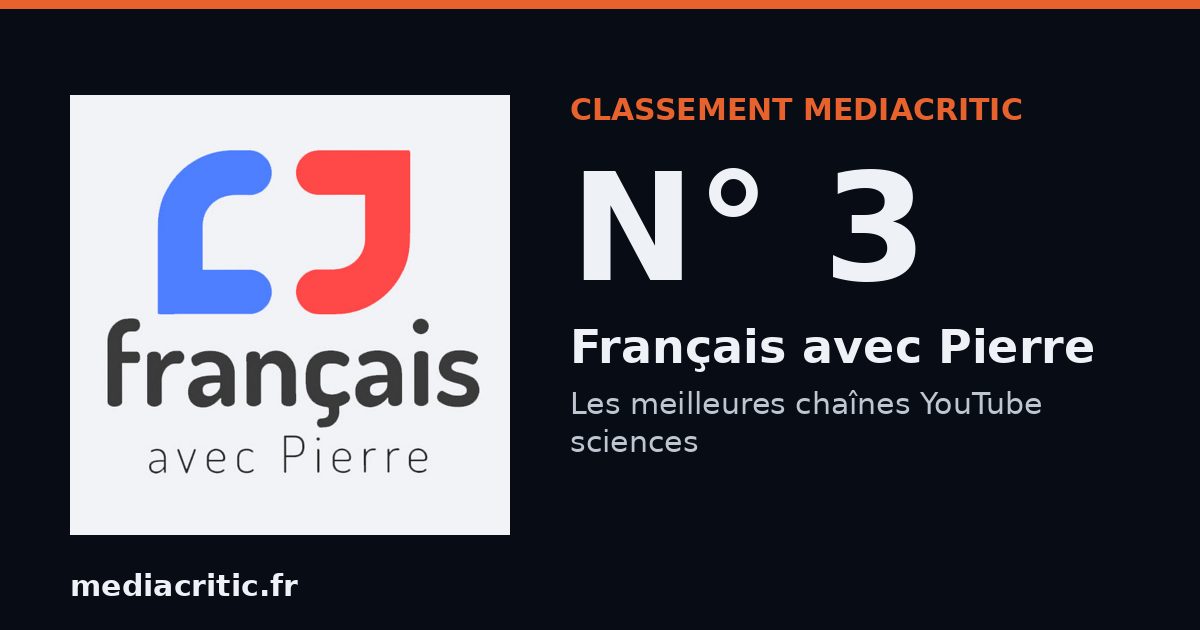 français
avec Pierre
CLASSEMENT MEDIACRITIC
N° 3
Français avec Pierre
Les meilleures chaînes YouTube
sciences
mediacritic.fr